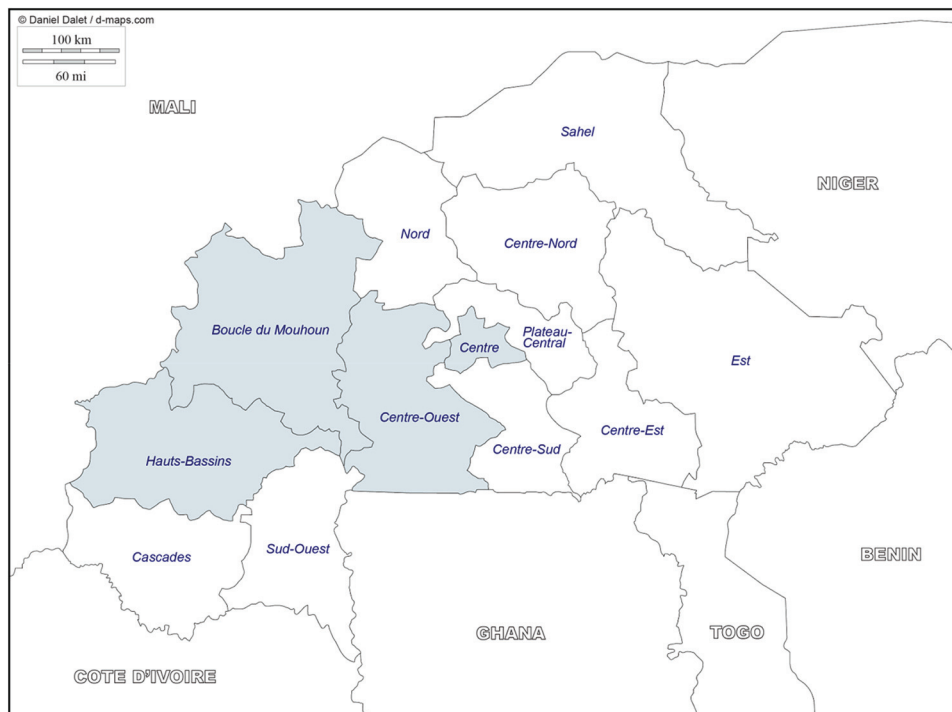 © Daniel Dalet / d-maps.com
100 km
60 mi
MALI
Sahel
NIGER
Nord
Centre-Nord
Boucle du Mouhoun
Centre
Plateau-
Central
Est
Centre-Ouest
Centre-Est
Hauts-Bassins
Centre-Sud
Cascades
Sud-Ouest
BENIN
GHANA
TOGO
COTE D'IVOIRE